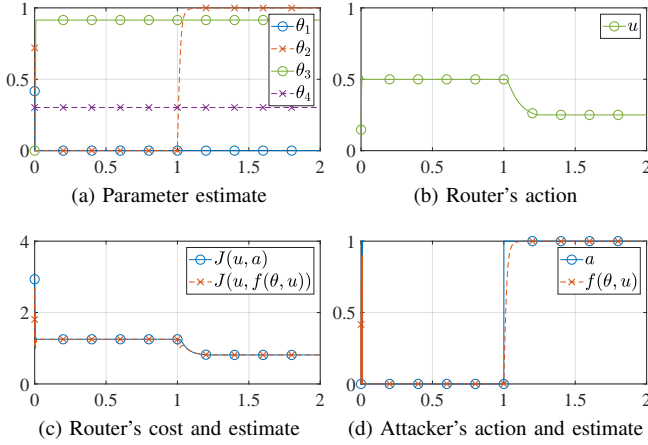 1
0.5
0
0 0.5 1 1.5 2
θ1
θ2
θ3
θ4
(a) Parameter estimate
1
0.5
0
0 0.5 1 1.5 2
u
(b) Router's action
4
2
0
0 0.5 1 1.5 2
J(u, a)
J(u, f(θ, u))
(c) Router's cost and estimate
1
0.5
0
0 0.5 1 1.5 2
a
f(θ, u)
(d) Attacker's action and estimate